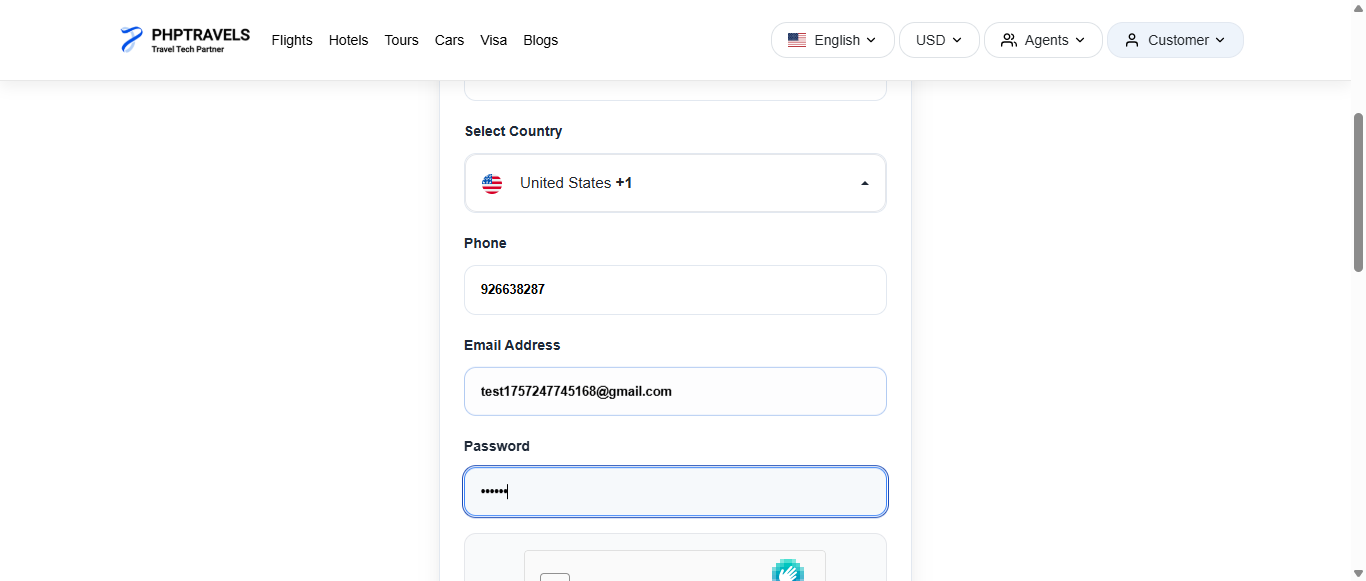 PHPTRAVELS
Travel Tech Partner
Flights Hotels Tours Cars Visa Blogs
English USD Agents Customer
Select Country
United States +1
Phone
926638287
Email Address
test1757247745168@gmail.com
Password
••••••